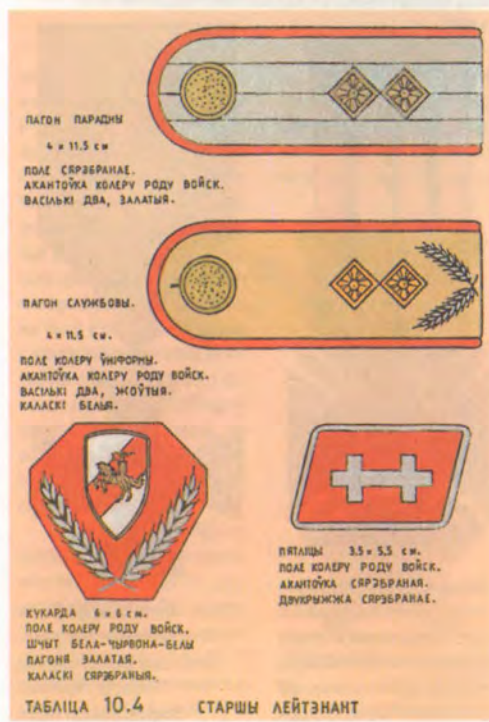 ПАГОН ПАРАДНЫ
4 х 11.5 см
ПОЛЕ СЯРЭБРАНАЕ.
АКАНТОЎКА КОЛЕРУ РОДУ ВОЙСК.
ВАСІЛЬКІ ДВА, ЗАЛАТЫЯ.
ПАГОН СЛУЖБОВЫ.
4 х 11.5 см.
ПОЛЕ КОЛЕРУ ЎНІФОРМЫ.
АКАНТОЎКА КОЛЕРУ РОДУ ВОЙСК.
ВАСІЛЬКІ ДВА, ЖОЎТЫЯ.
КАЛАСКІ БЕЛЫЯ.
КУКАРДА 6 х 6 см.
ПОЛЕ КОЛЕРУ РОДУ ВОЙСК.
ШЧЫТ БЕЛА-ЧЫРВОНА-БЕЛЫ
ПАГОНЯ ЗАЛАТАЯ.
КАЛАСКІ СЯРЭБРАНЫЯ.
ПЯТЛІЦЫ 3.5 х 5.5 см.
ПОЛЕ КОЛЕРУ РОДУ ВОЙСК.
АКАНТОЎКА СЯРЭБРАНАЯ.
ДВУКРЫЖЖА СЯРЭБРАНАЕ.
ТАБЛІЦА 10.4 СТАРШЫ ЛЕЙТЭНАНТ